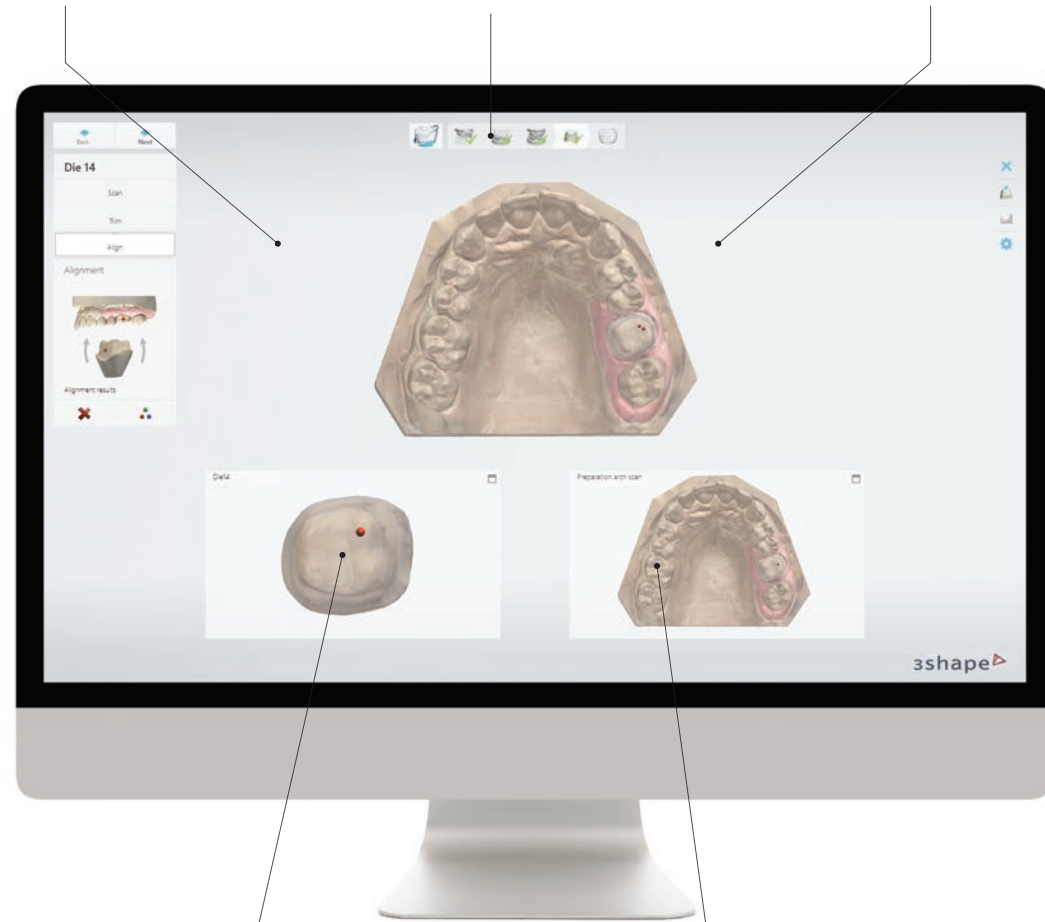 Back
Next
Die 14
Scan
Trim
Align
Alignment
Alignment results
Die14
Preparation arch scan
3shape